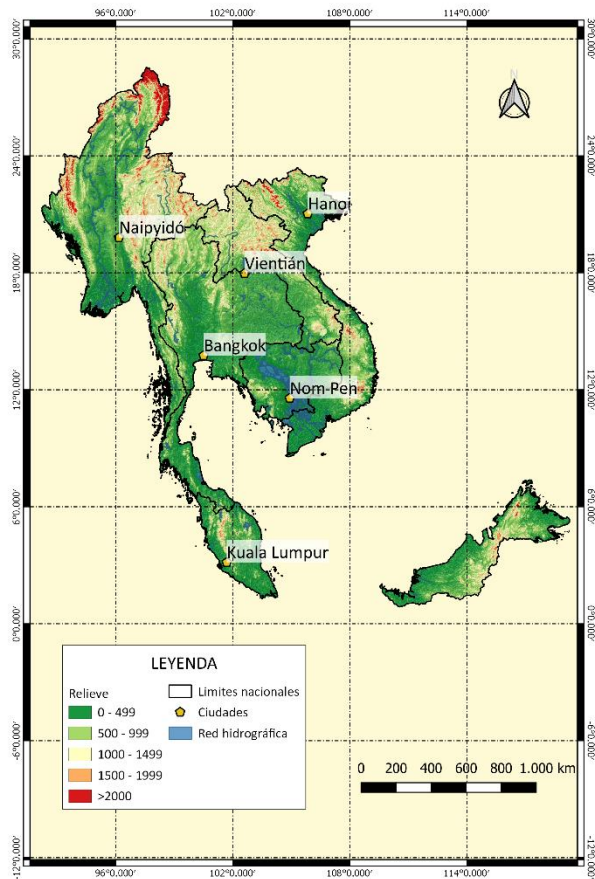 96°0.000' 102°0.000' 108°0.000' 114°0.000'
30°0.000' 30°0.000'
N
24°0.000' 24°0.000'
Hanoi
Naipyidó
Vientián
18°0.000' 18°0.000'
Bangkok
Nom-Pen
12°0.000' 12°0.000'
6°0.000' 6°0.000'
Kuala Lumpur
0°0.000' 0°0.000'
LEYENDA
Relieve
0 - 499
500 - 999
1000 - 1499
1500 - 1999
>2000
Límites nacionales
Ciudades
Red hidrográfica
-6°0.000' -6°0.000'
0 200 400 600 800 1.000 km
-12°0.000' -12°0.000'
96°0.000' 102°0.000' 108°0.000' 114°0.000'